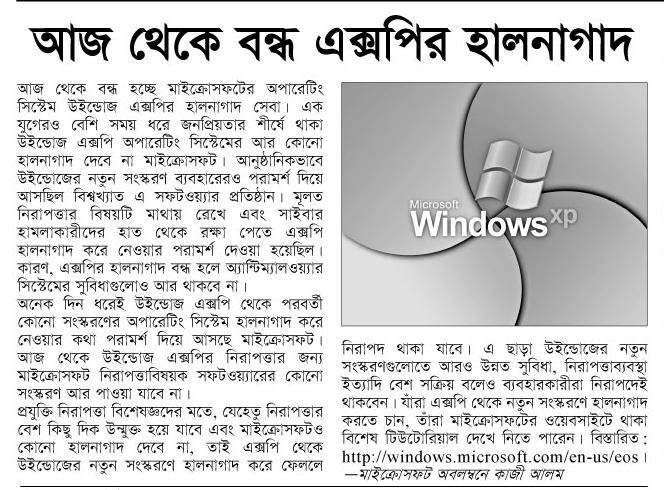 আজ থেকে বন্ধ এক্সপির হালনাগাদ
আজ থেকে বন্ধ হচ্ছে মাইক্রোসফটের অপারেটিং
সিস্টেম উইন্ডোজ এক্সপির হালনাগাদ সেবা। এক
যুগেরও বেশি সময় ধরে জনপ্রিয়তার শীর্ষে থাকা
উইন্ডোজ এক্সপি অপারেটিং সিস্টেমের আর কোনো
হালনাগাদ দেবে না মাইক্রোসফট। আনুষ্ঠানিকভাবে
উইন্ডোজের নতুন সংস্করণ ব্যবহারেরও পরামর্শ দিয়ে
আসছিল বিশ্বখ্যাত এ সফটওয়্যার প্রতিষ্ঠান। মূলত
নিরাপত্তার বিষয়টি মাথায় রেখে এবং সাইবার
হামলাকারীদের হাত থেকে রক্ষা পেতে এক্সপি
হালনাগাদ করে নেওয়ার পরামর্শ দেওয়া হয়েছিল।
কারণ, এক্সপির হালনাগাদ বন্ধ হলে অ্যান্টিম্যালওয়্যার
সিস্টেমের সুবিধাগুলোও আর থাকবে না।
অনেক দিন ধরেই উইন্ডোজ এক্সপি থেকে পরবর্তী
কোনো সংস্করণের অপারেটিং সিস্টেম হালনাগাদ করে
নেওয়ার কথা পরামর্শ দিয়ে আসছে মাইক্রোসফট।
আজ থেকে উইন্ডোজ এক্সপির নিরাপত্তার জন্য
মাইক্রোসফট নিরাপত্তাবিষয়ক সফটওয়্যারের কোনো
সংস্করণ আর পাওয়া যাবে না।
প্রযুক্তি নিরাপত্তা বিশেষজ্ঞদের মতে, যেহেতু নিরাপত্তার
বেশ কিছু দিক উন্মুক্ত হয়ে যাবে এবং মাইক্রোসফটও
কোনো হালনাগাদ দেবে না, তাই এক্সপি থেকে
উইন্ডোজের নতুন সংস্করণে হালনাগাদ করে ফেললে
Microsoft
Windows xp
নিরাপদ থাকা যাবে। এ ছাড়া উইন্ডোজের নতুন
সংস্করণগুলোতে আরও উন্নত সুবিধা, নিরাপত্তাব্যবস্থা
ইত্যাদি বেশ সক্রিয় বলেও ব্যবহারকারীরা নিরাপদেই
থাকবেন। যাঁরা এক্সপি থেকে নতুন সংস্করণে হালনাগাদ
করতে চান, তাঁরা মাইক্রোসফটের ওয়েবসাইটে থাকা
বিশেষ টিউটোরিয়াল দেখে নিতে পারেন। বিস্তারিত :
http://windows.microsoft.com/en-us/eos।
—মাইক্রোসফট অবলম্বনে কাজী আলম